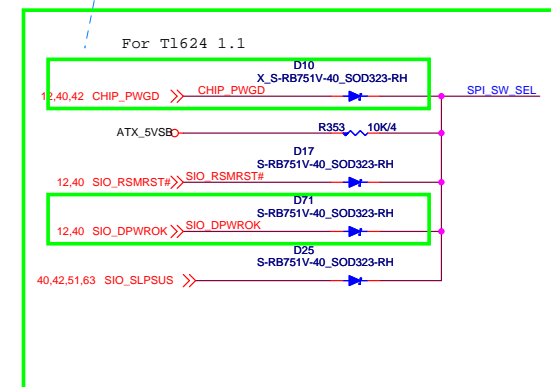 For T1624 1.1
D10
X_S-RB751V-40_SOD323-RH
12,40,42 CHIP_PWGD CHIP_PWGD SPI_SW_SEL
ATX_5VSB R353 10K/4
D17
S-RB751V-40_SOD323-RH
12,40 SIO_RSMRST# SIO_RSMRST#
D71
S-RB751V-40_SOD323-RH
12,40 SIO_DPWROK SIO_DPWROK
D25
S-RB751V-40_SOD323-RH
40,42,51,63 SIO_SLPSUS